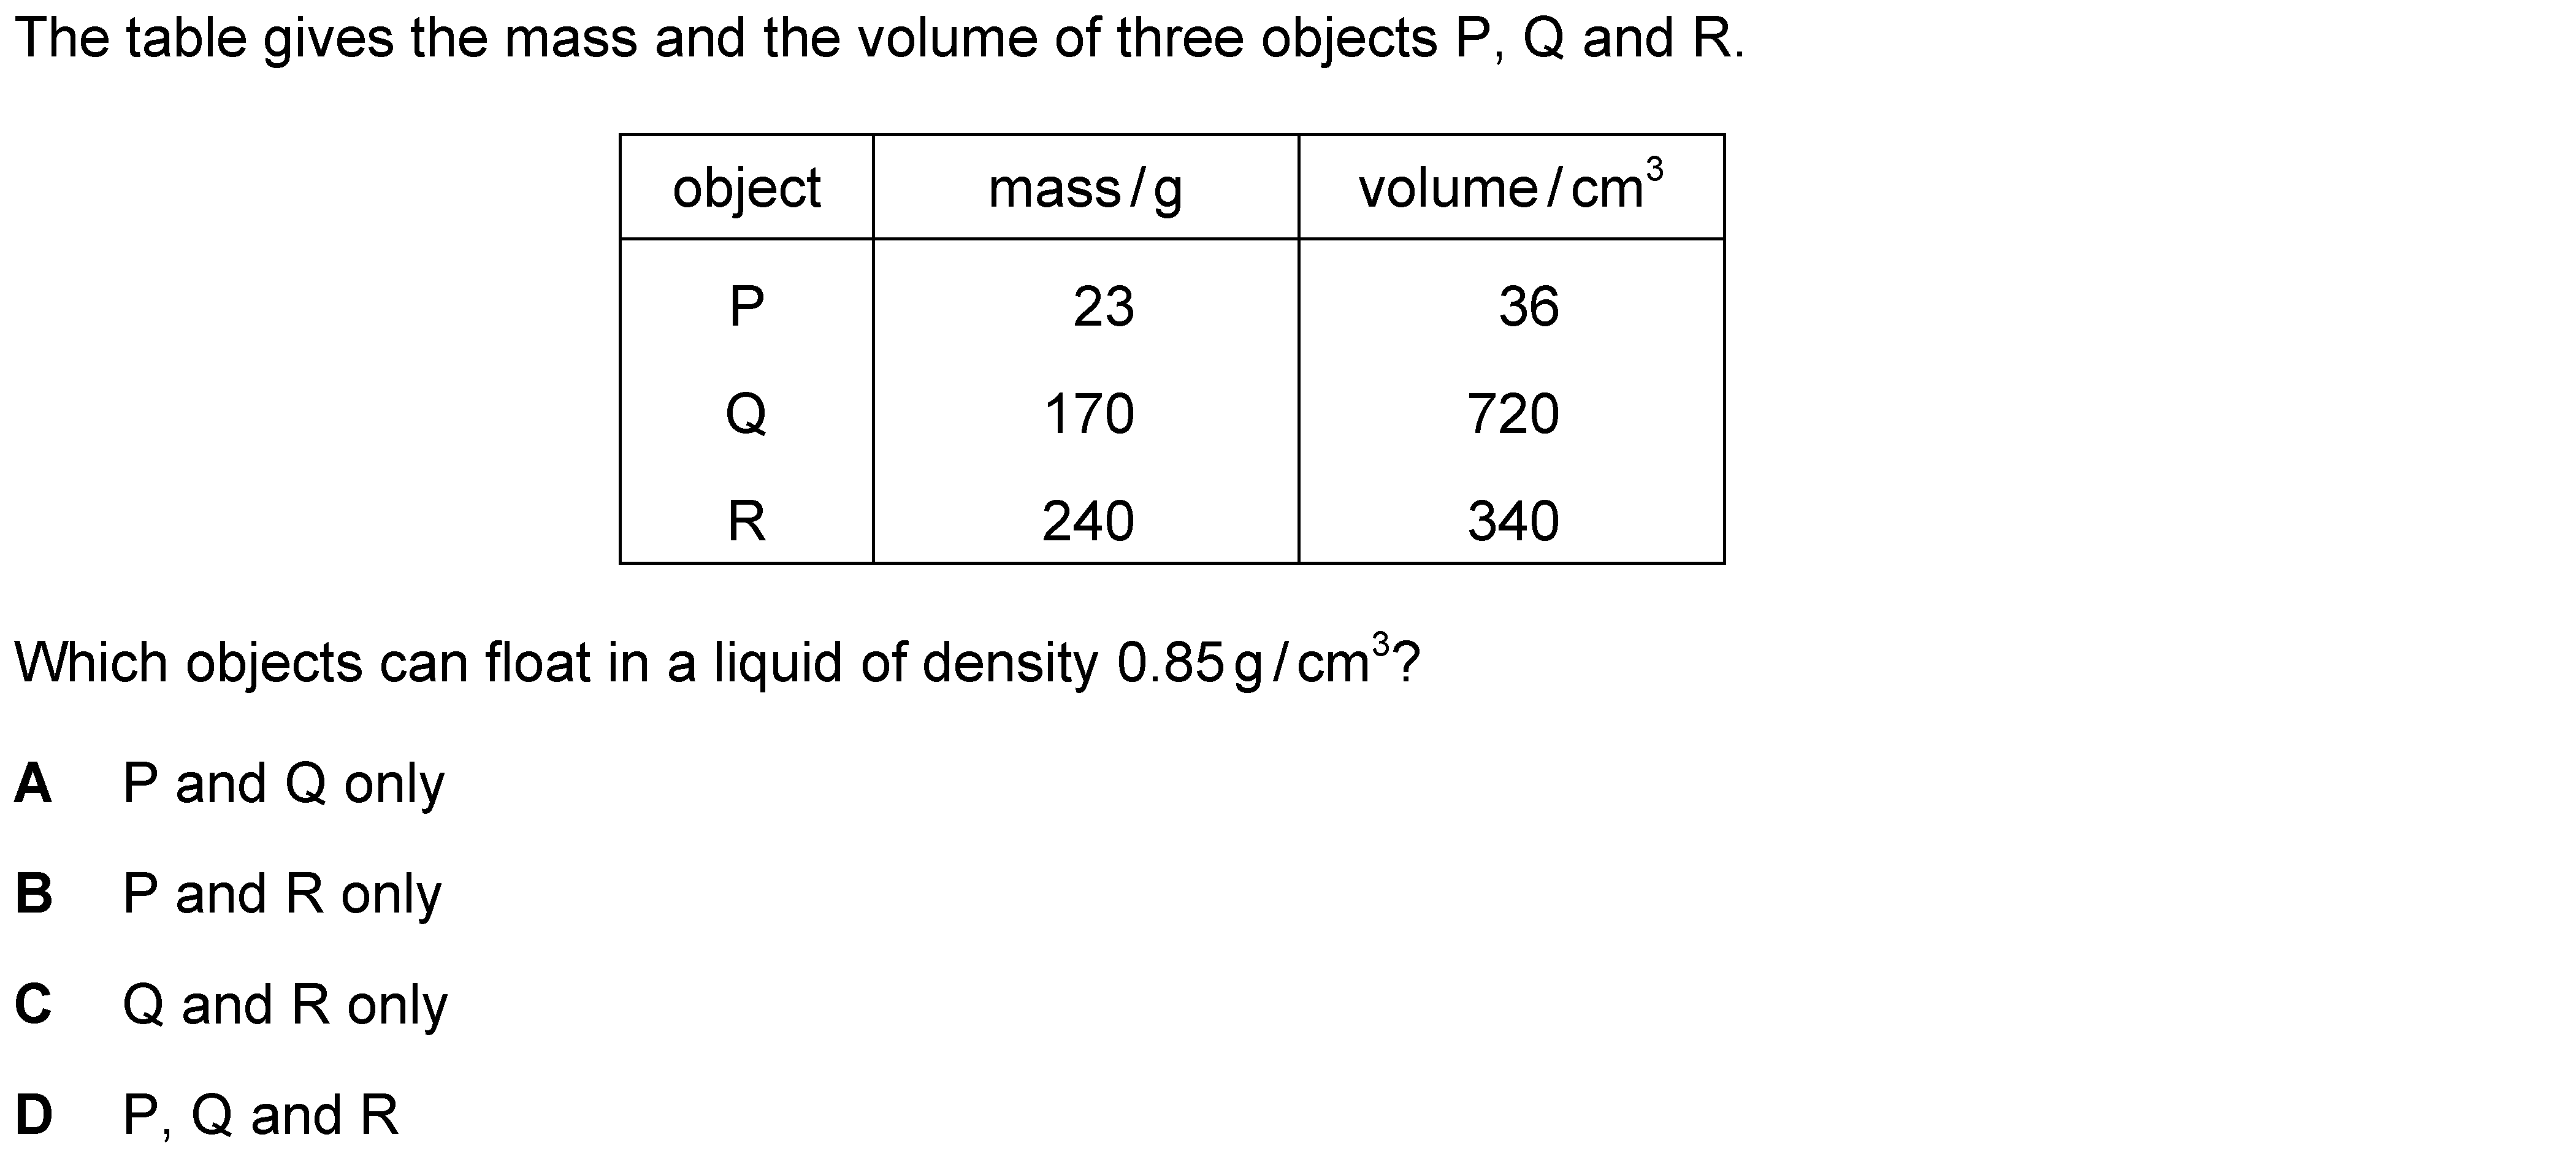 The table gives the mass and the volume of three objects P, Q and R.
object mass / g volume / cm³
P 23 36
Q 170 720
R 240 340
Which objects can float in a liquid of density 0.85 g / cm³?
A P and Q only
B P and R only
C Q and R only
D P, Q and R